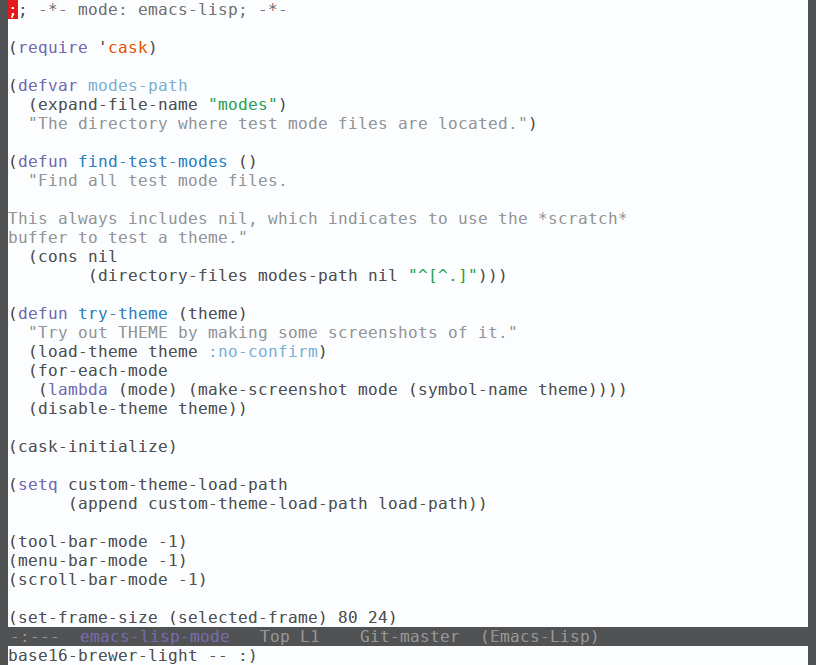 ;; -*- mode: emacs-lisp; -*-

(require 'cask)

(defvar modes-path
  (expand-file-name "modes")
  "The directory where test mode files are located.")

(defun find-test-modes ()
  "Find all test mode files.

This always includes nil, which indicates to use the *scratch*
buffer to test a theme."
  (cons nil
        (directory-files modes-path nil "^[^.]")))

(defun try-theme (theme)
  "Try out THEME by making some screenshots of it."
  (load-theme theme :no-confirm)
  (for-each-mode
   (lambda (mode) (make-screenshot mode (symbol-name theme))))
  (disable-theme theme))

(cask-initialize)

(setq custom-theme-load-path
      (append custom-theme-load-path load-path))

(tool-bar-mode -1)
(menu-bar-mode -1)
(scroll-bar-mode -1)

(set-frame-size (selected-frame) 80 24)
-:---  emacs-lisp-mode   Top L1    Git-master  (Emacs-Lisp)
base16-brewer-light -- :)